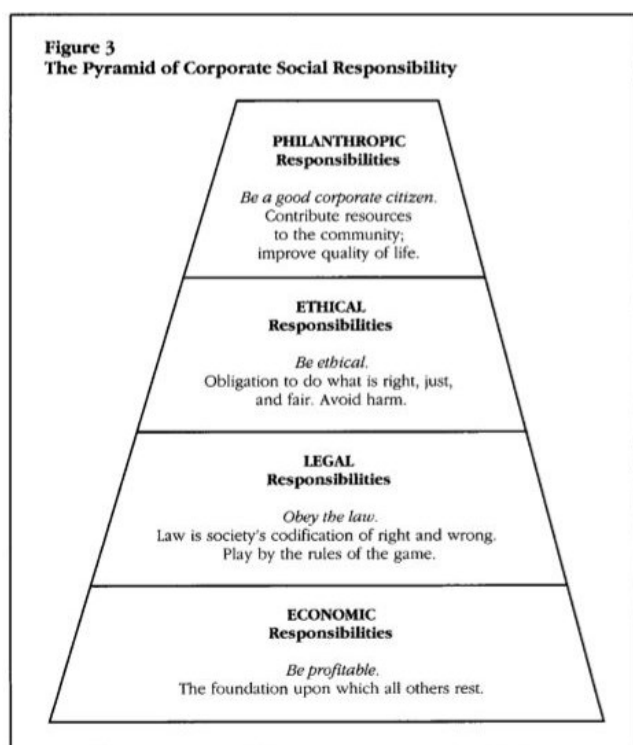 Figure 3
The Pyramid of Corporate Social Responsibility
PHILANTHROPIC
Responsibilities
Be a good corporate citizen.
Contribute resources
to the community;
improve quality of life.
ETHICAL
Responsibilities
Be ethical.
Obligation to do what is right, just,
and fair. Avoid harm.
LEGAL
Responsibilities
Obey the law.
Law is society's codification of right and wrong.
Play by the rules of the game.
ECONOMIC
Responsibilities
Be profitable.
The foundation upon which all others rest.